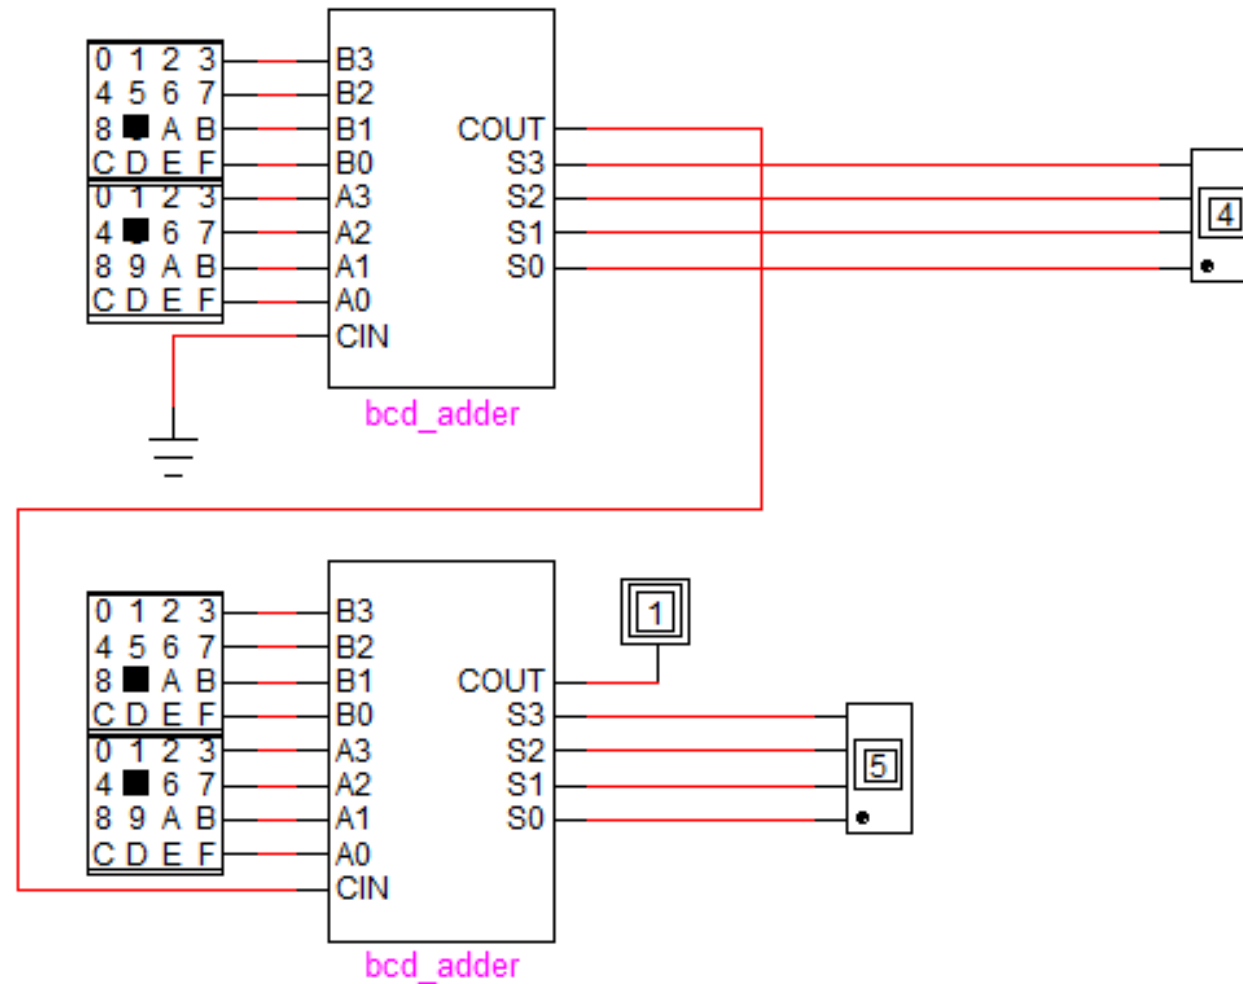 0 1 2 3
4 5 6 7
8 A B
C D E F
0 1 2 3
4 6 7
8 9 A B
C D E F
B3
B2
B1
B0
A3
A2
A1
A0
CIN
COUT
S3
S2
S1
S0
4
bcd_adder
0 1 2 3
4 5 6 7
8 A B
C D E F
0 1 2 3
4 6 7
8 9 A B
C D E F
B3
B2
B1
B0
A3
A2
A1
A0
CIN
COUT
S3
S2
S1
S0
1
5
bcd_adder